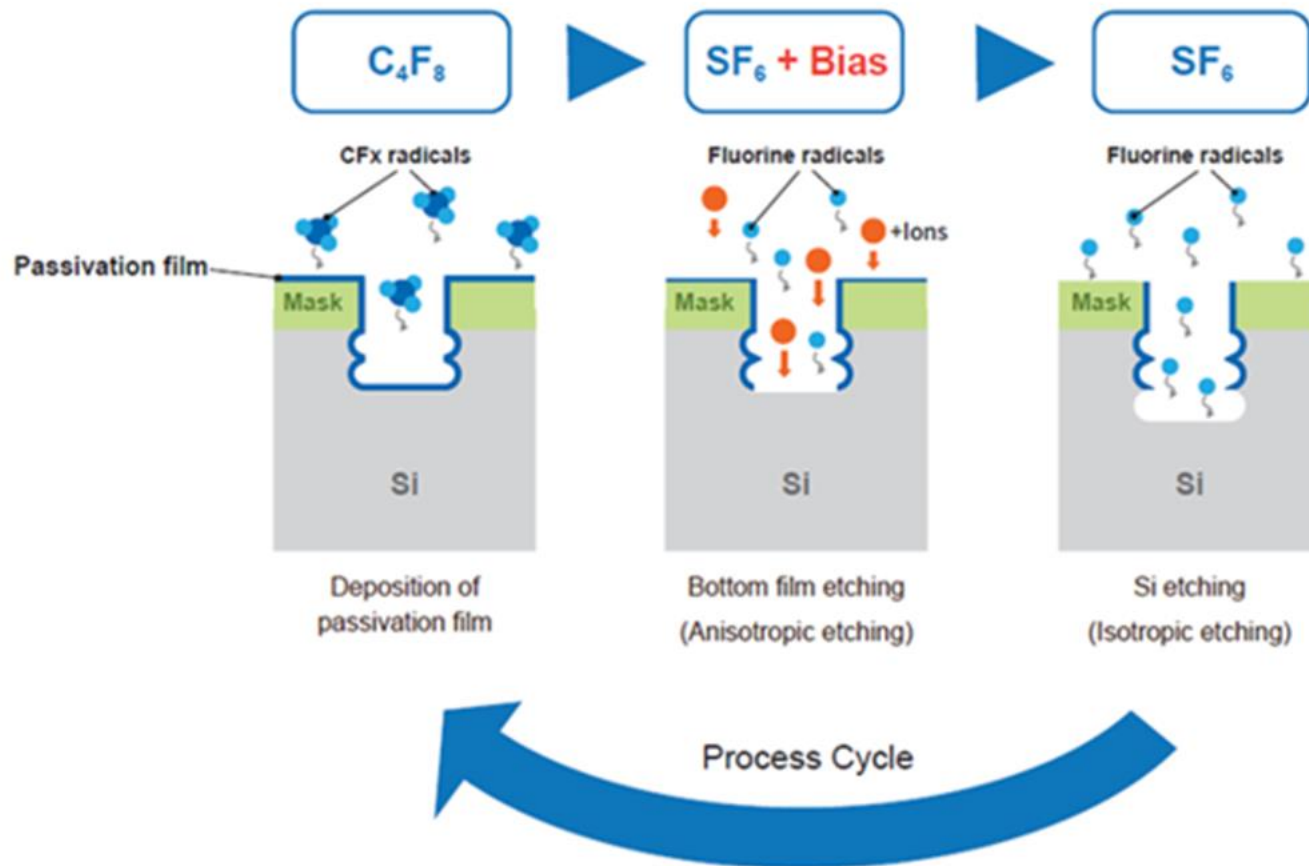 C₄F₈
SF₆ + Bias
SF₆
CFx radicals
Fluorine radicals
Fluorine radicals
+Ions
Passivation film
Mask
Mask
Mask
Si
Si
Si
Deposition of
passivation film
Bottom film etching
(Anisotropic etching)
Si etching
(Isotropic etching)
Process Cycle